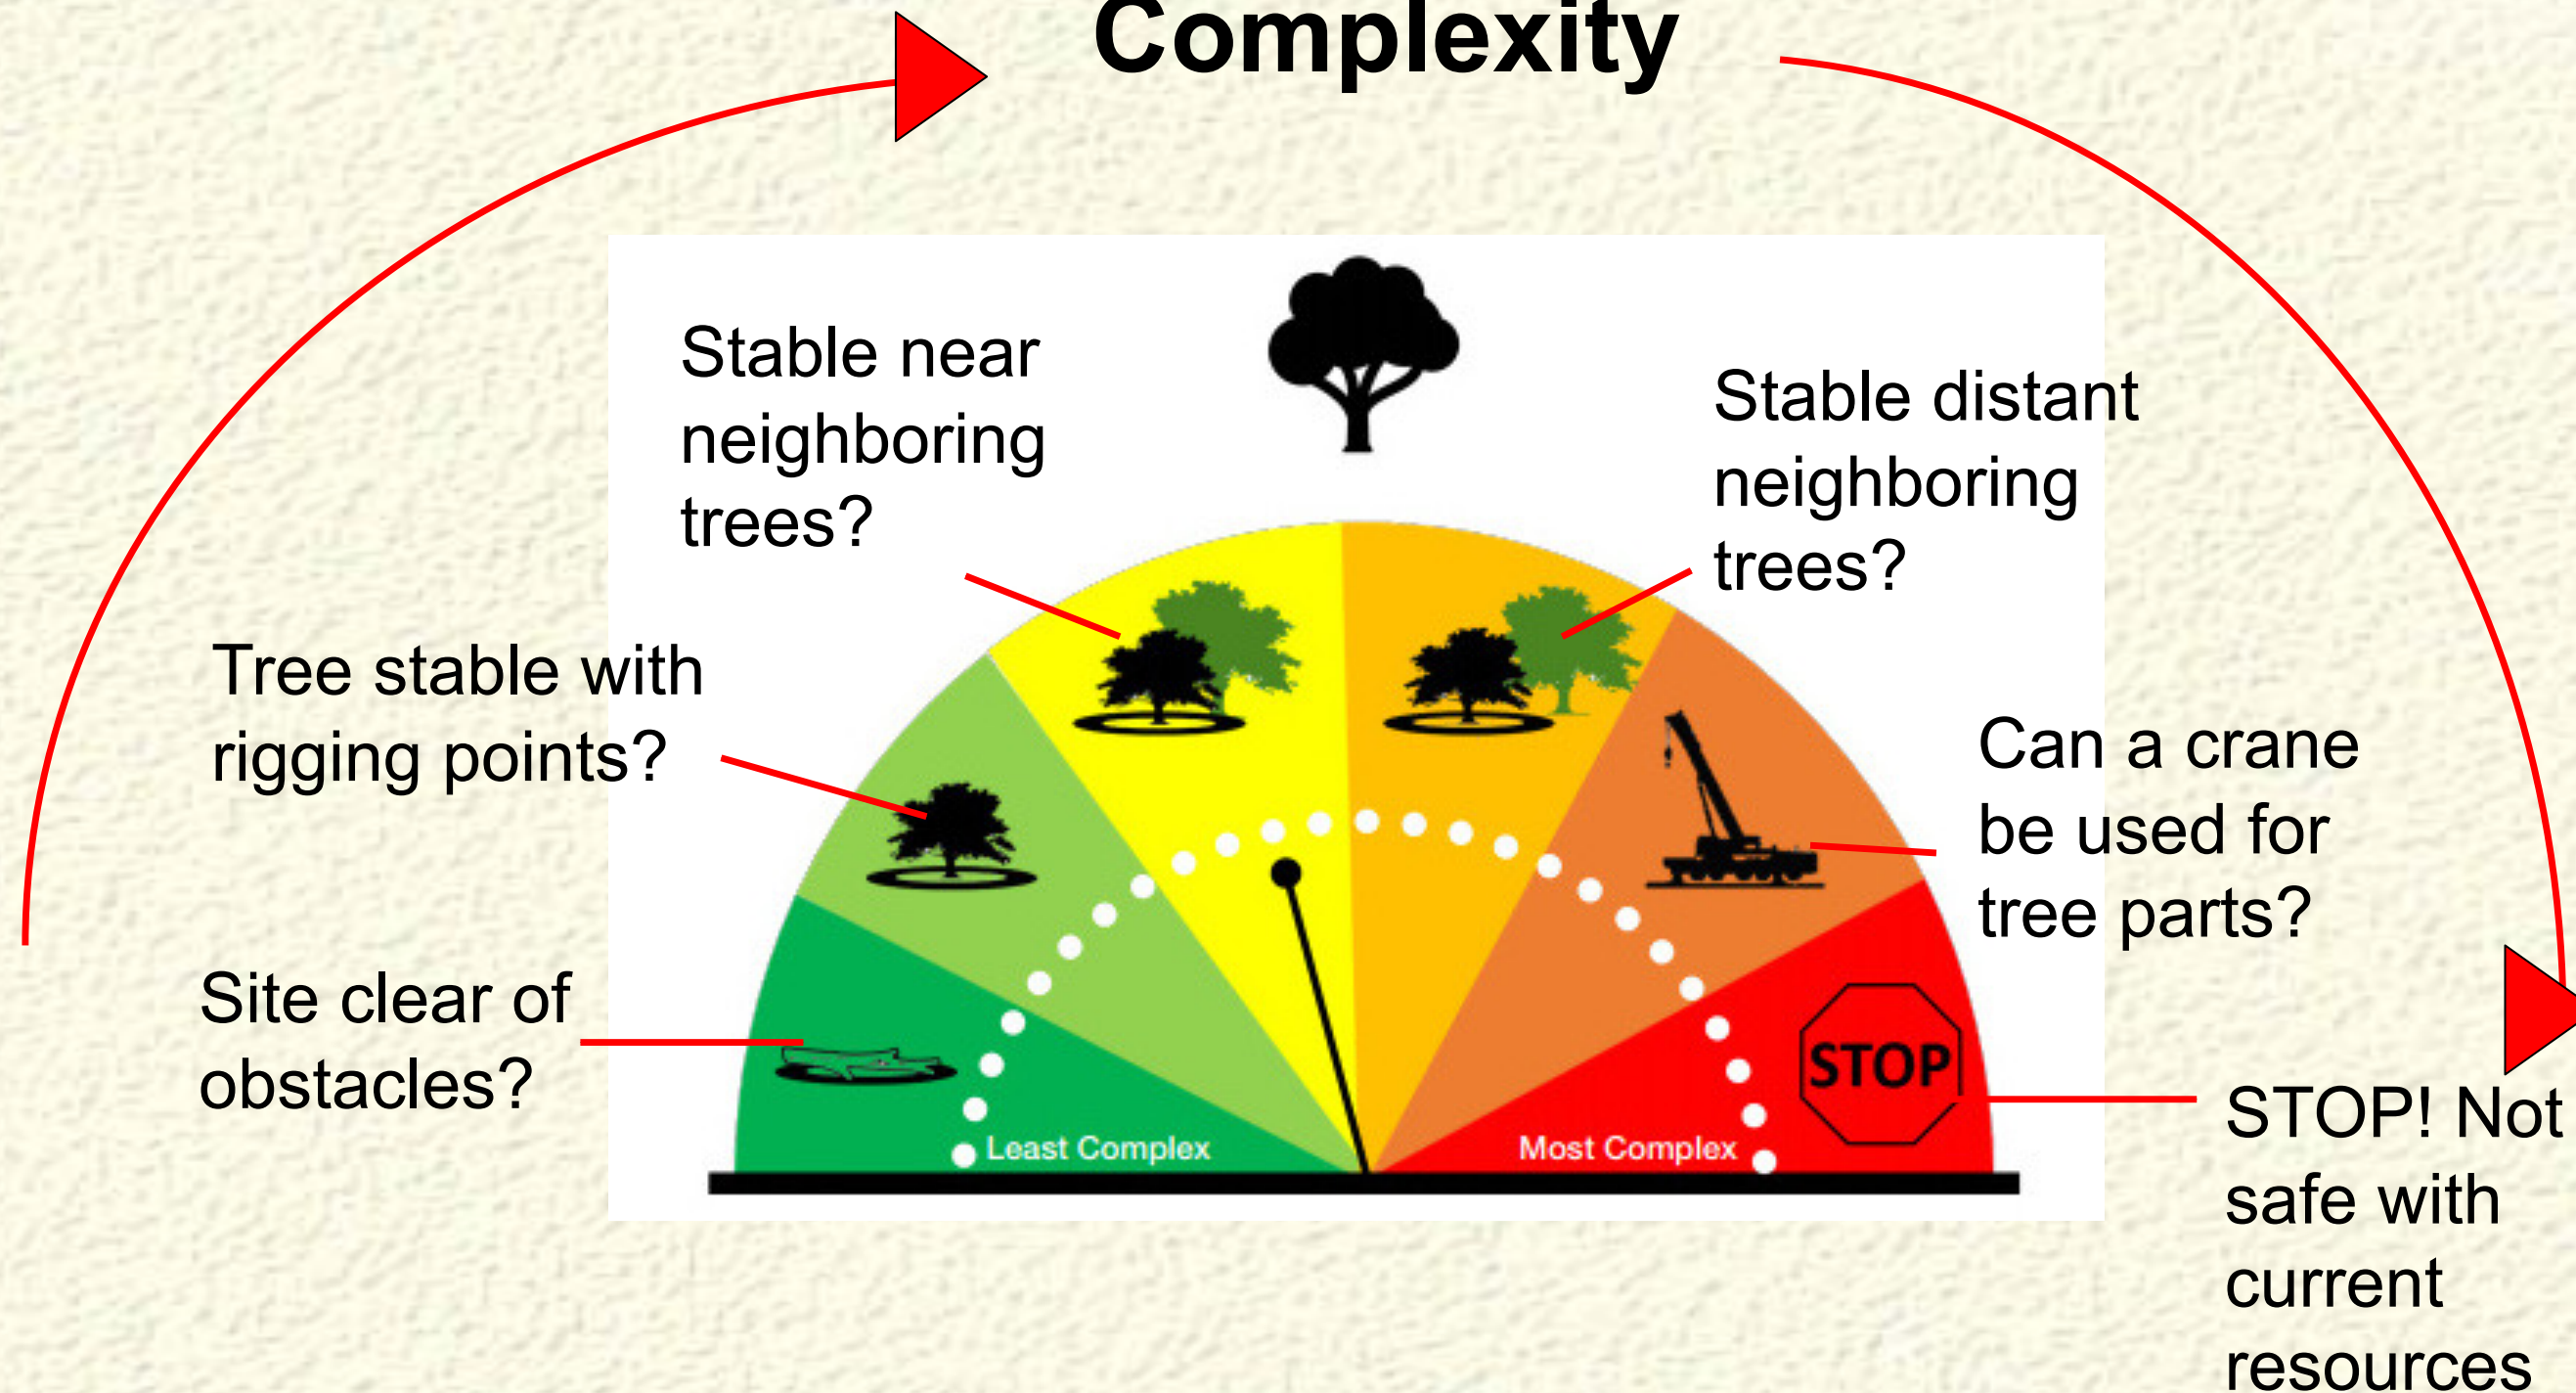 Complexity
Stable near
neighboring
trees?
Stable distant
neighboring
trees?
Tree stable with
rigging points?
Can a crane
be used for
tree parts?
Site clear of
obstacles?
STOP
Least Complex
Most Complex
STOP! Not
safe with
current
resources